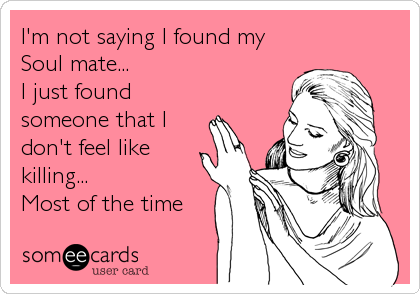 I'm not saying I found my
Soul mate...
I just found
someone that I
don't feel like
killing...
Most of the time
someecards
user card